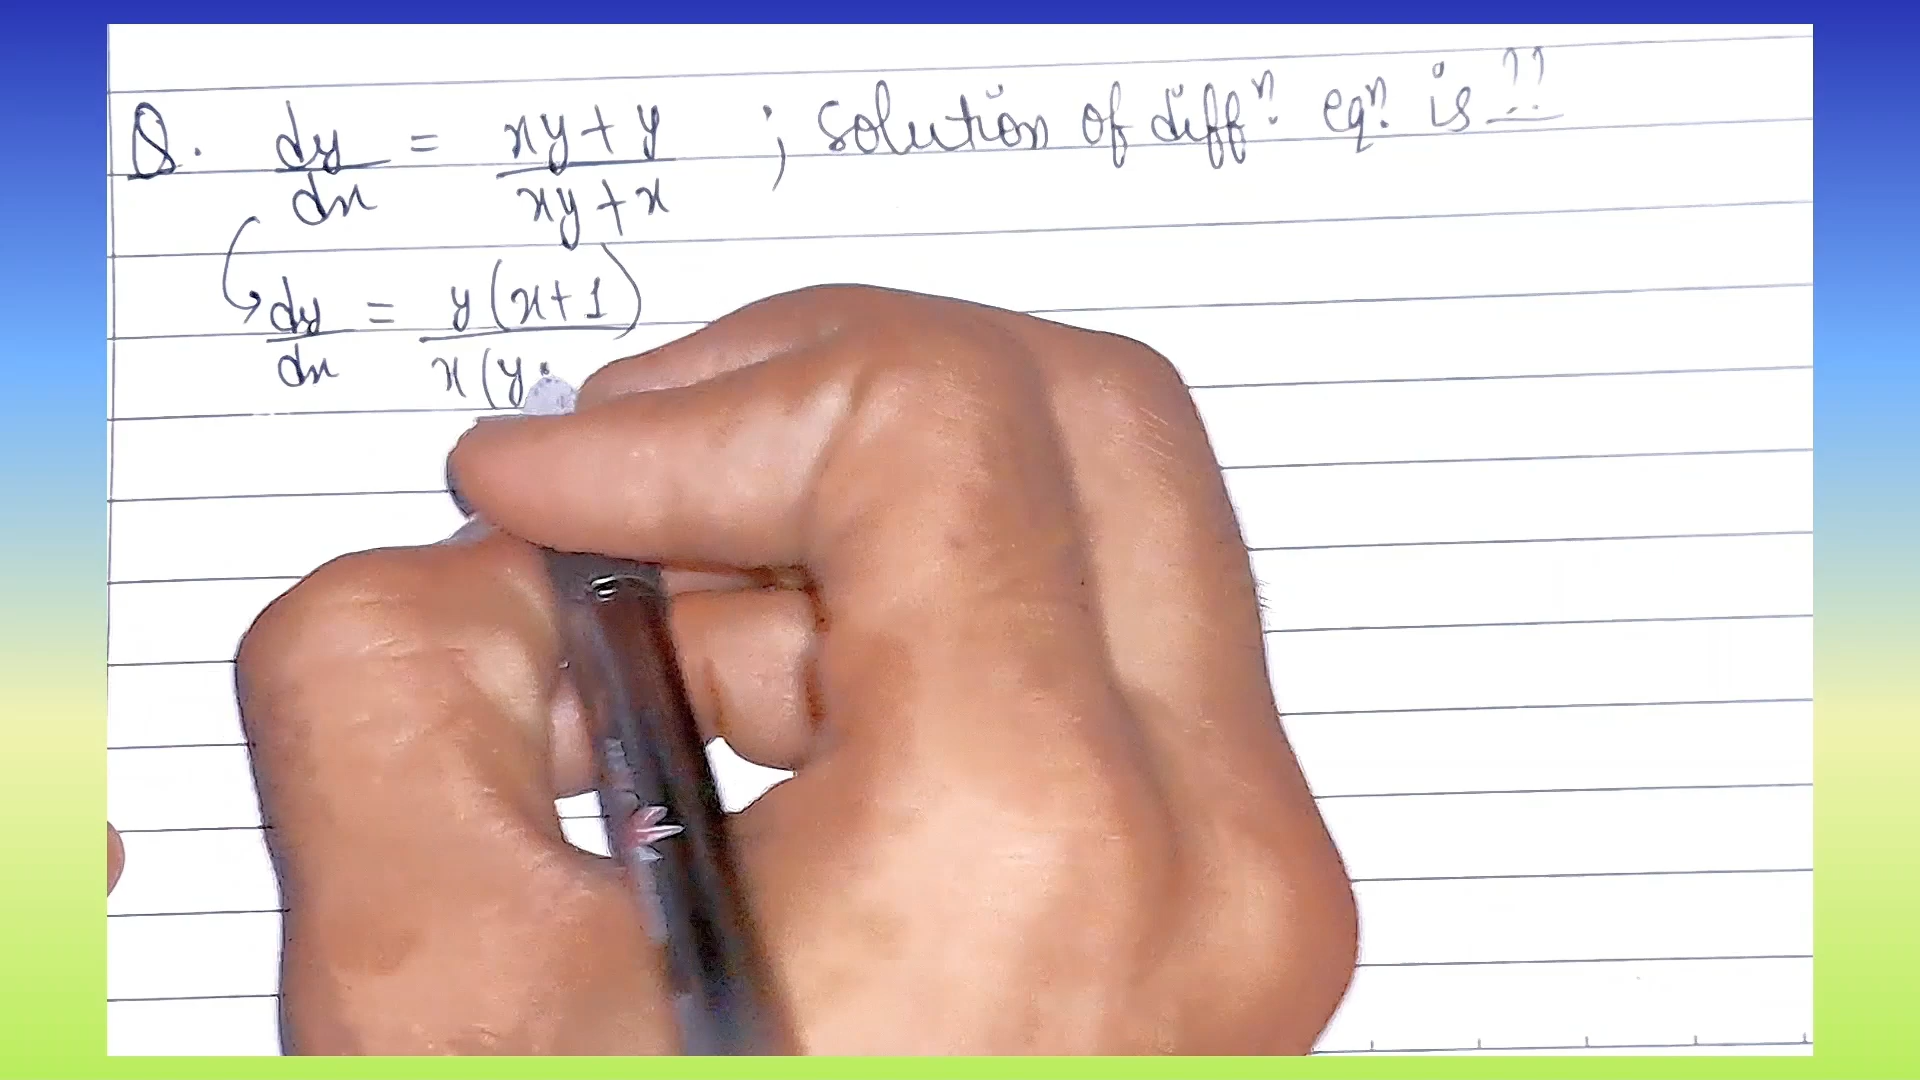 Q. dy/dx = xy+y/xy+x ; solution of diffⁿ. eqⁿ. is ??
dy/dx = y(x+1)/x(y